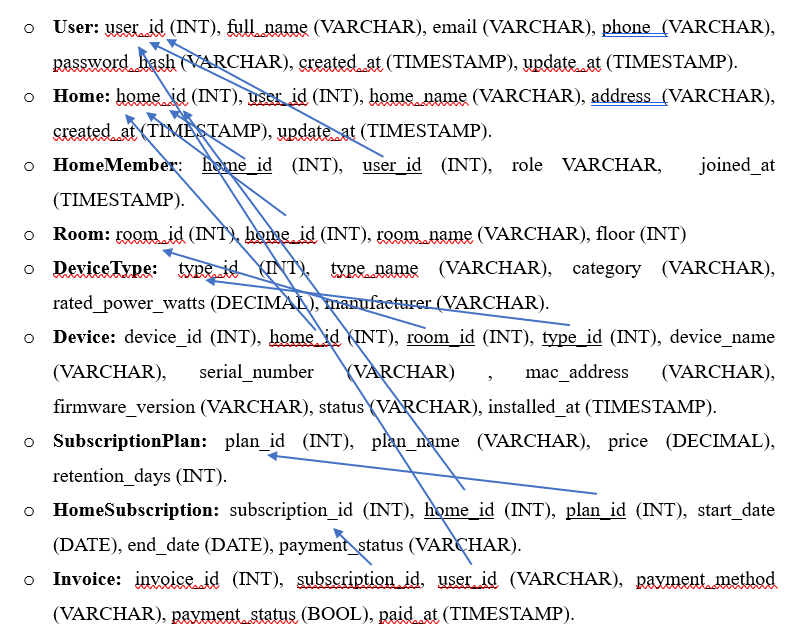 o User: user_id (INT), full_name (VARCHAR), email (VARCHAR), phone (VARCHAR),
password_hash (VARCHAR), created_at (TIMESTAMP), update_at (TIMESTAMP).
o Home: home_id (INT), user_id (INT), home_name (VARCHAR), address (VARCHAR),
created_at (TIMESTAMP), update_at (TIMESTAMP).
o HomeMember: home_id (INT), user_id (INT), role VARCHAR, joined_at
(TIMESTAMP).
o Room: room_id (INT), home_id (INT), room_name (VARCHAR), floor (INT)
o DeviceType: type_id (INT), type_name (VARCHAR), category (VARCHAR),
rated_power_watts (DECIMAL), manufacturer (VARCHAR).
o Device: device_id (INT), home_id (INT), room_id (INT), type_id (INT), device_name
(VARCHAR), serial_number (VARCHAR) , mac_address (VARCHAR),
firmware_version (VARCHAR), status (VARCHAR), installed_at (TIMESTAMP).
o SubscriptionPlan: plan_id (INT), plan_name (VARCHAR), price (DECIMAL),
retention_days (INT).
o HomeSubscription: subscription_id (INT), home_id (INT), plan_id (INT), start_date
(DATE), end_date (DATE), payment_status (VARCHAR).
o Invoice: invoice_id (INT), subscription_id, user_id (VARCHAR), payment_method
(VARCHAR), payment_status (BOOL), paid_at (TIMESTAMP).